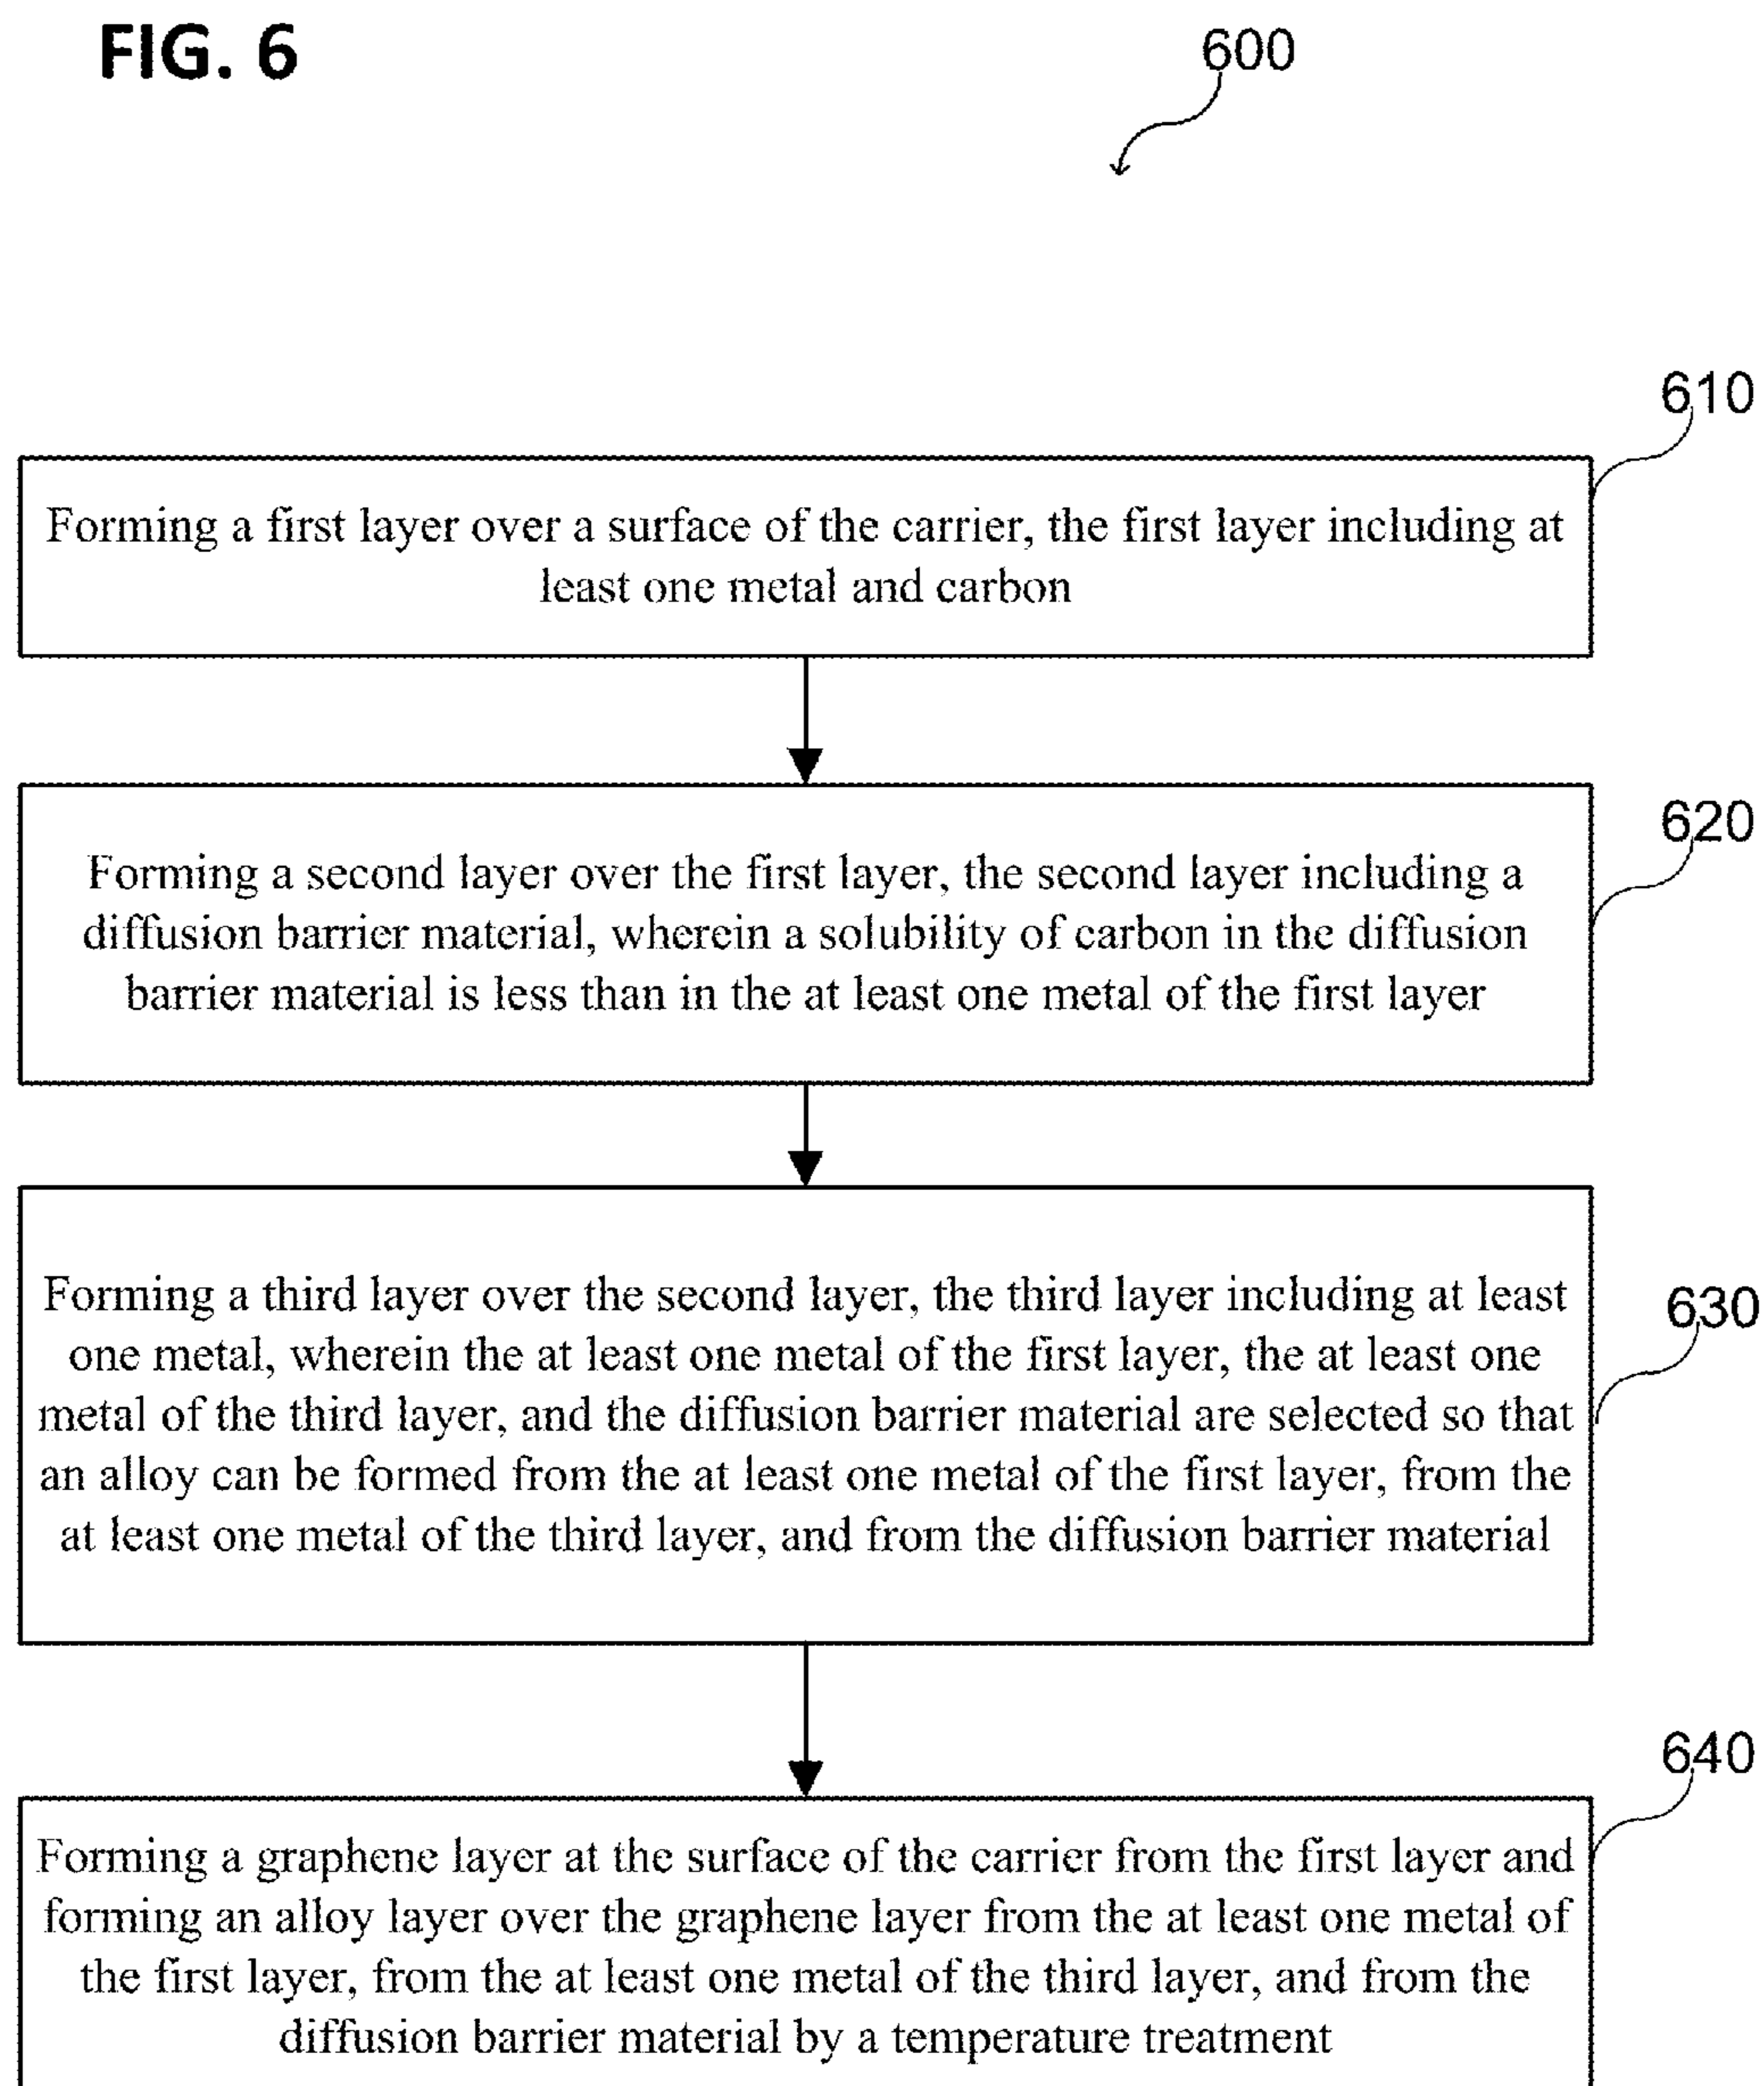 FIG. 6
600
610
Forming a first layer over a surface of the carrier, the first layer including at
least one metal and carbon
620
Forming a second layer over the first layer, the second layer including a
diffusion barrier material, wherein a solubility of carbon in the diffusion
barrier material is less than in the at least one metal of the first layer
630
Forming a third layer over the second layer, the third layer including at least
one metal, wherein the at least one metal of the first layer, the at least one
metal of the third layer, and the diffusion barrier material are selected so that
an alloy can be formed from the at least one metal of the first layer, from the
at least one metal of the third layer, and from the diffusion barrier material
640
Forming a graphene layer at the surface of the carrier from the first layer and
forming an alloy layer over the graphene layer from the at least one metal of
the first layer, from the at least one metal of the third layer, and from the
diffusion barrier material by a temperature treatment